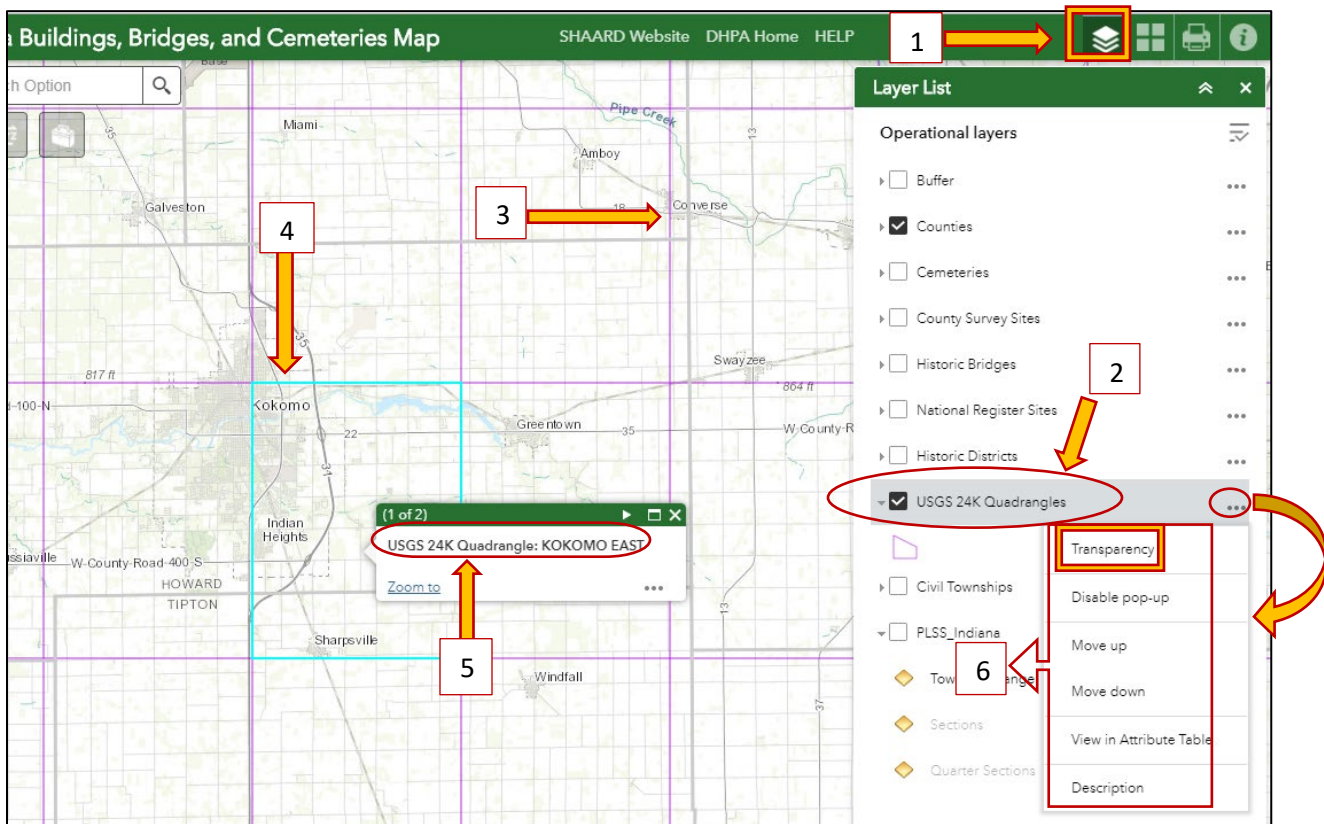 Buildings, Bridges, and Cemeteries Map
SHAARD Website DHPA Home HELP
1
Option
Layer List
Operational layers
Buffer
Counties
Cemeteries
County Survey Sites
Historic Bridges
National Register Sites
Historic Districts
USGS 24K Quadrangles
Transparency
Disable pop-up
Move up
Move down
View in Attribute Table
Description
Civil Townships
PLSS_Indiana
Sections
Quarter Sections
2
3
4
5
6
Base
Miami
Pipe Creek
13
Amboy
35
Galveston
18
Converse
35
817 ft
Swayzee
864 ft
-100-N
Kokomo
22
Greentown
35
W-County-R
31
Indian
Heights
W-County-Road-400-S
HOWARD
TIPTON
13
Sharpsville
Windfall
37
(1 of 2)
USGS 24K Quadrangle: KOKOMO EAST
Zoom to